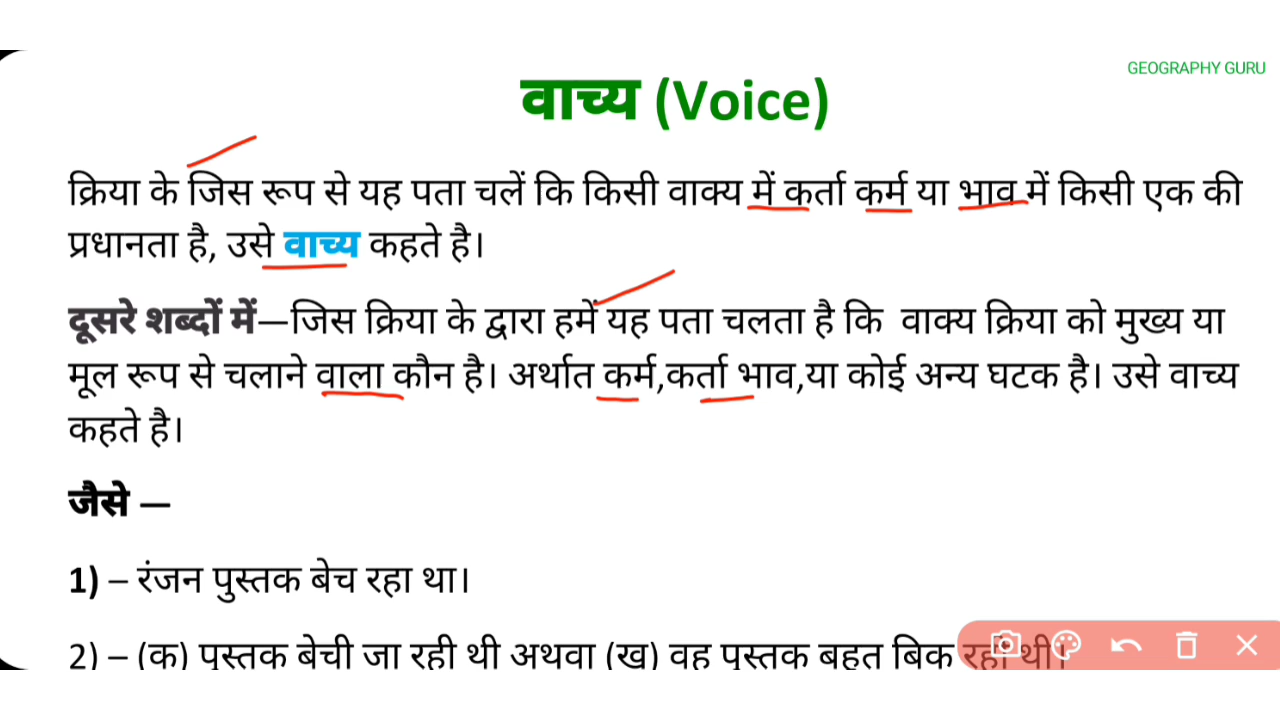 GEOGRAPHY GURU
वाच्य (Voice)
क्रिया के जिस रूप से यह पता चलें कि किसी वाक्य में कर्ता कर्म या भाव में किसी एक की
प्रधानता है, उसे वाच्य कहते है।
दूसरे शब्दों में—जिस क्रिया के द्वारा हमें यह पता चलता है कि वाक्य क्रिया को मुख्य या
मूल रूप से चलाने वाला कौन है। अर्थात कर्म,कर्ता भाव,या कोई अन्य घटक है। उसे वाच्य
कहते है।
जैसे —
1) – रंजन पुस्तक बेच रहा था।
2) – (क) पुस्तक बेची जा रही थी अथवा (ख) वह पुस्तक बहुत बिक रही थी।